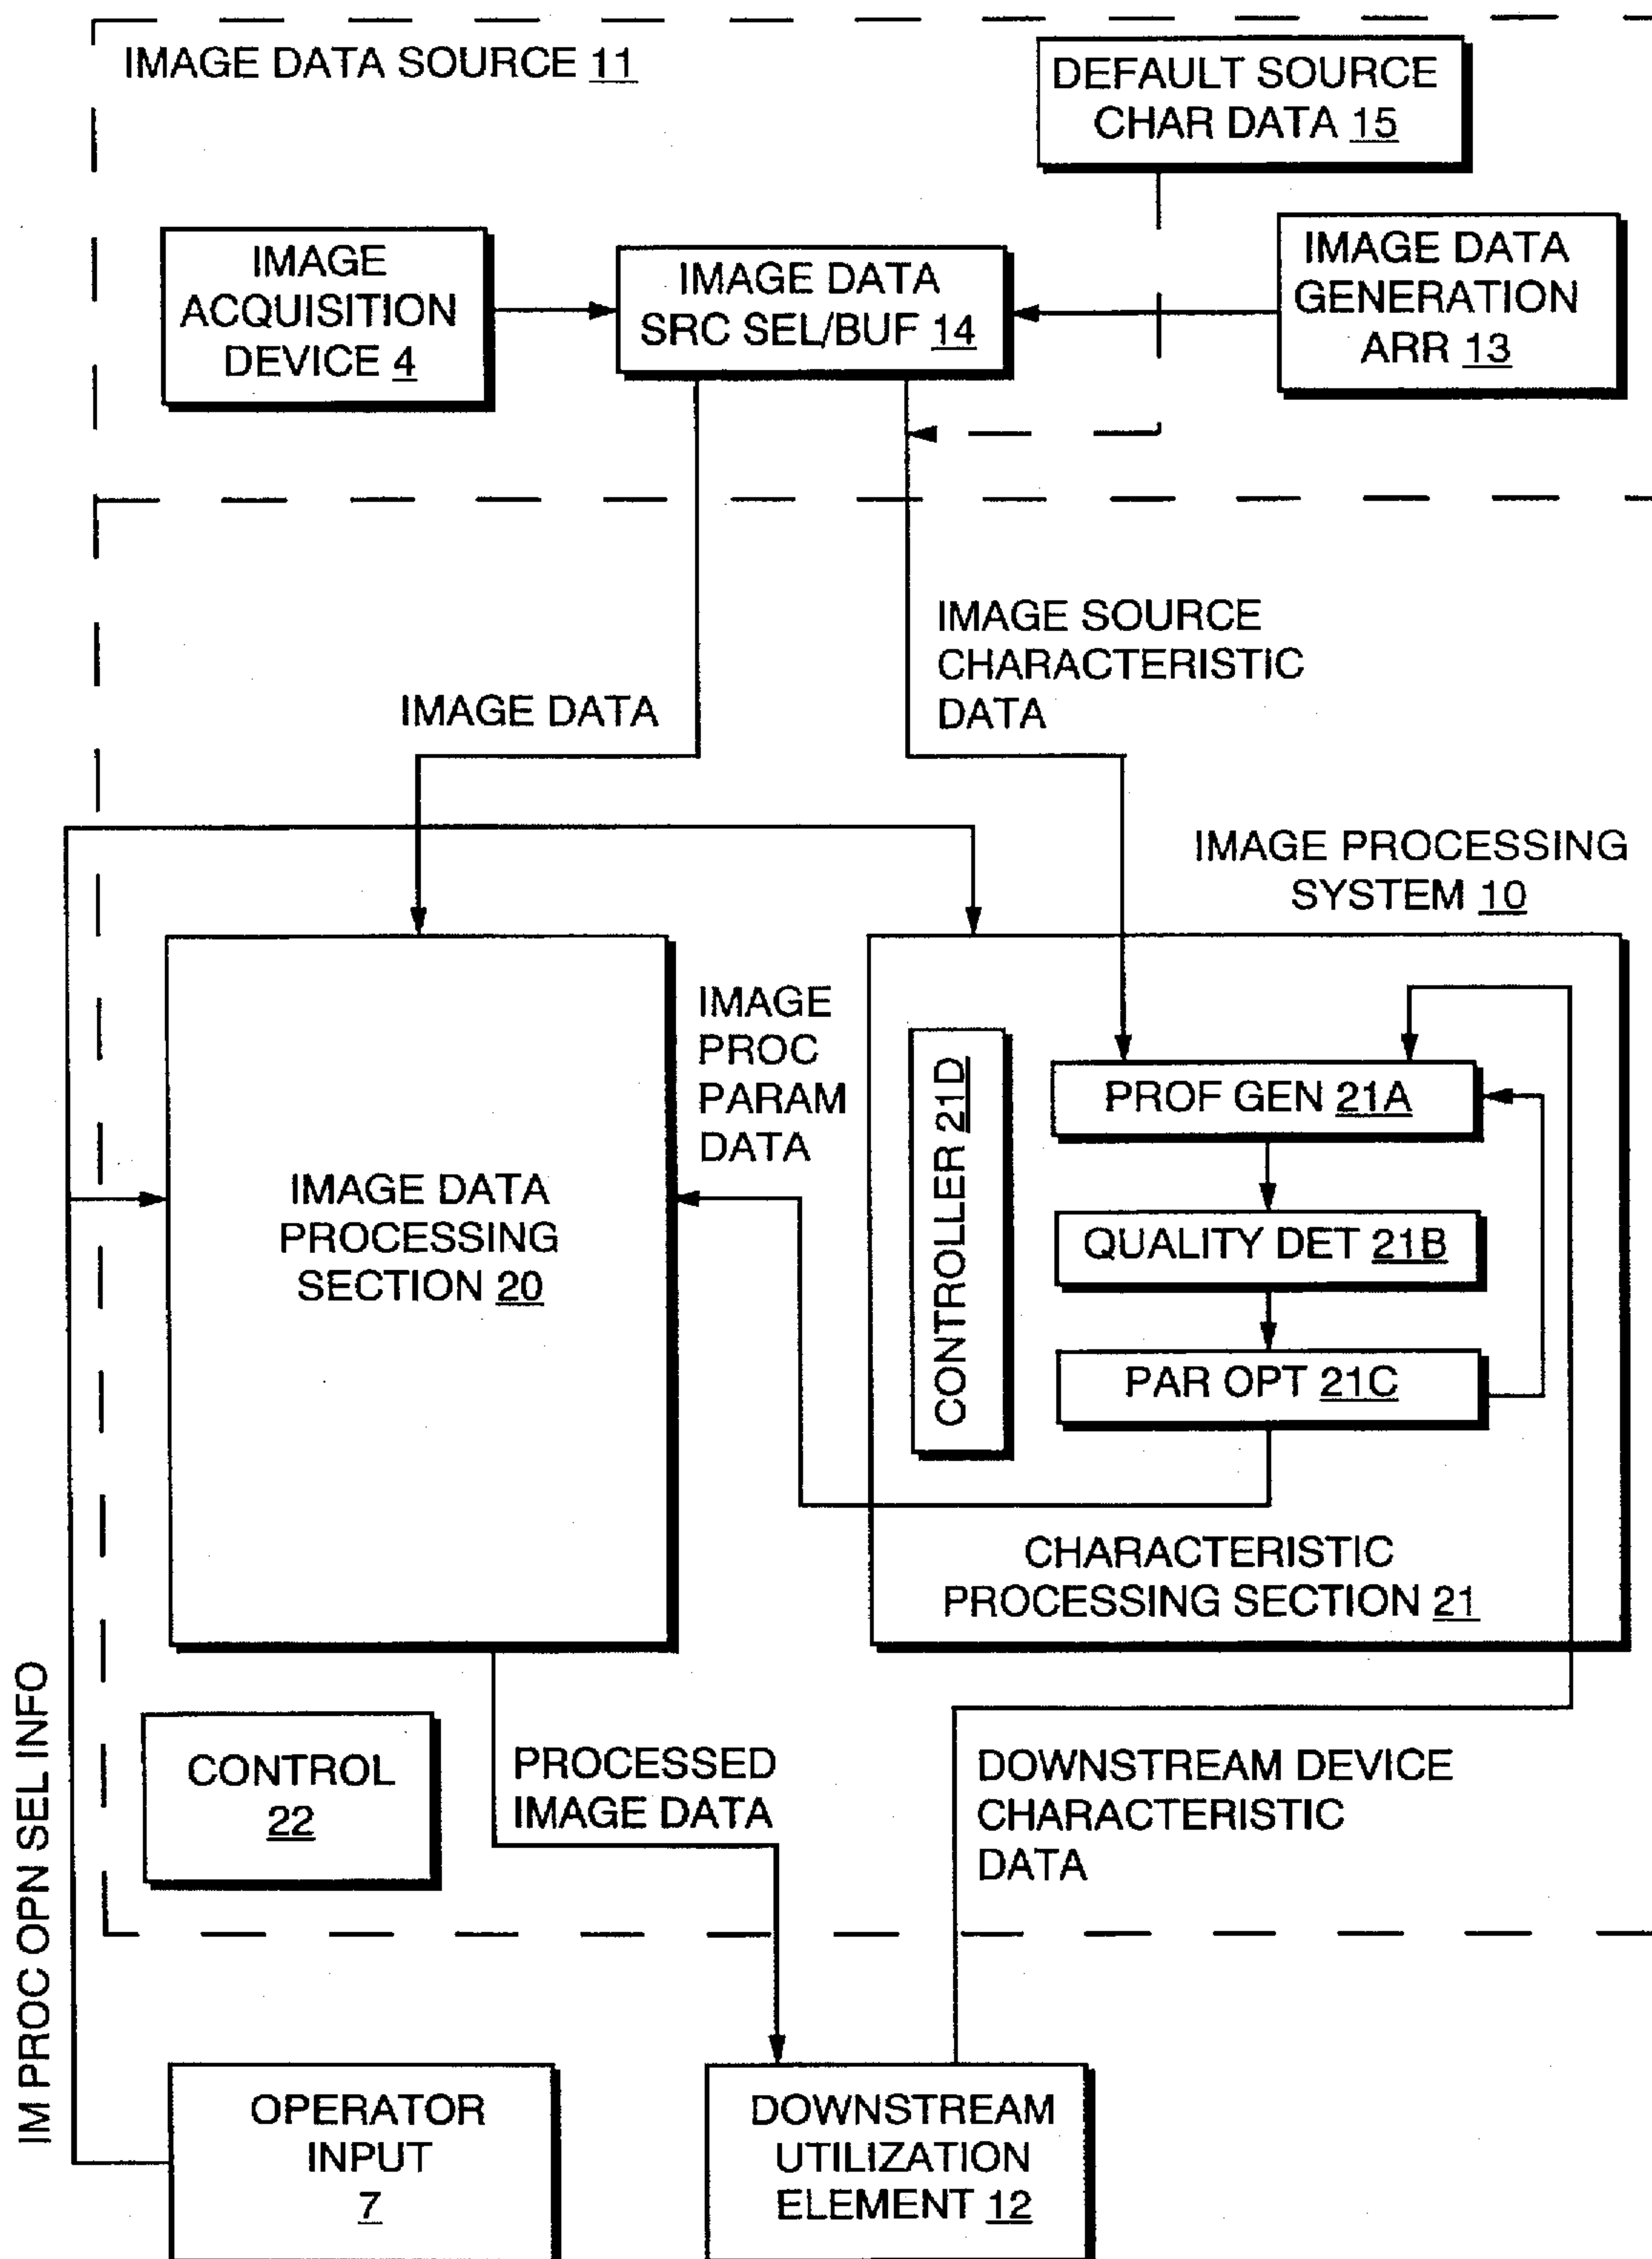 IMAGE DATA SOURCE 11
DEFAULT SOURCE
CHAR DATA 15
IMAGE
ACQUISITION
DEVICE 4
IMAGE DATA
SRC SEL/BUF 14
IMAGE DATA
GENERATION
ARR 13
IMAGE SOURCE
CHARACTERISTIC
DATA
IMAGE DATA
IMAGE PROCESSING
SYSTEM 10
IMAGE
PROC
PARAM
DATA
IMAGE DATA
PROCESSING
SECTION 20
CONTROLLER 21D
PROF GEN 21A
QUALITY DET 21B
PAR OPT 21C
CHARACTERISTIC
PROCESSING SECTION 21
IM PROC OPN SEL INFO
CONTROL
22
PROCESSED
IMAGE DATA
DOWNSTREAM DEVICE
CHARACTERISTIC
DATA
OPERATOR
INPUT
7
DOWNSTREAM
UTILIZATION
ELEMENT 12